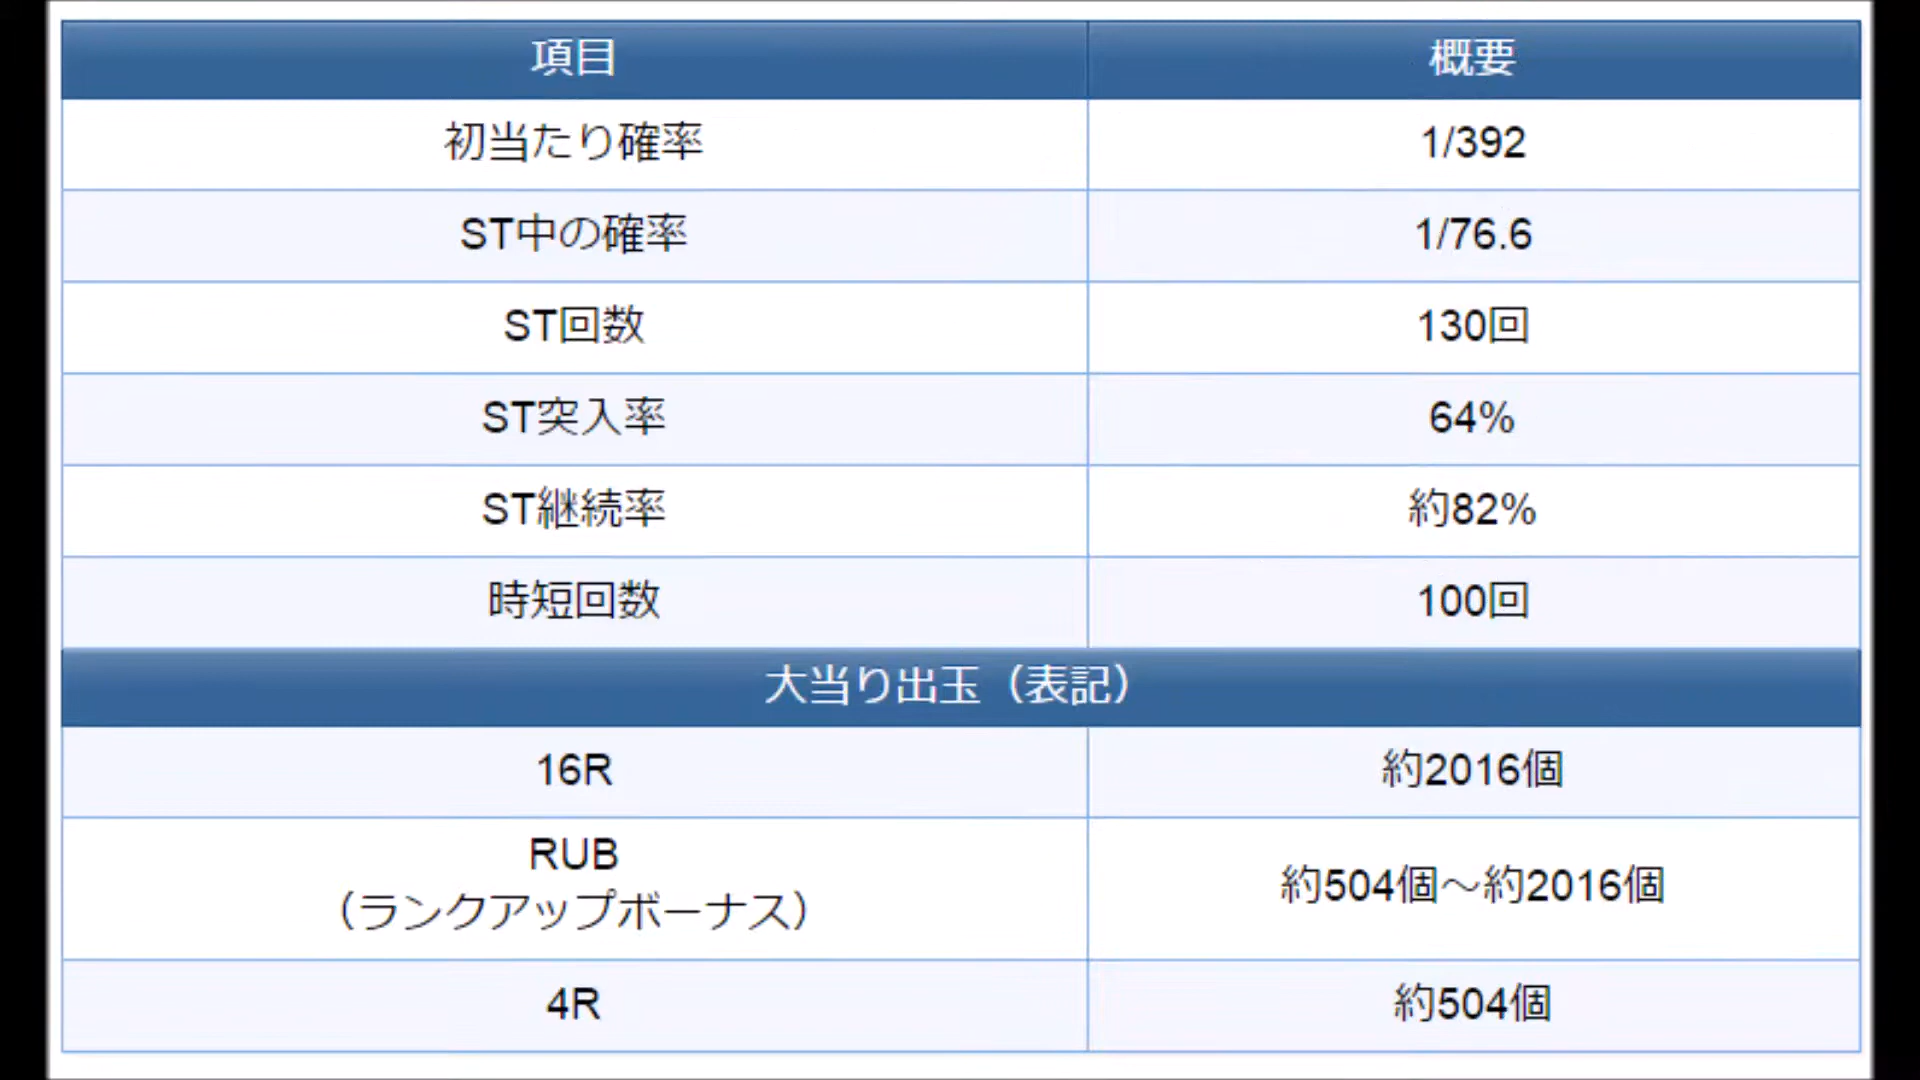 項目 概要
初当たり確率 1/392
ST中の確率 1/76.6
ST回数 130回
ST突入率 64%
ST継続率 約82%
時短回数 100回
大当り出玉（表記）
16R 約2016個
RUB
（ランクアップボーナス） 約504個～約2016個
4R 約504個